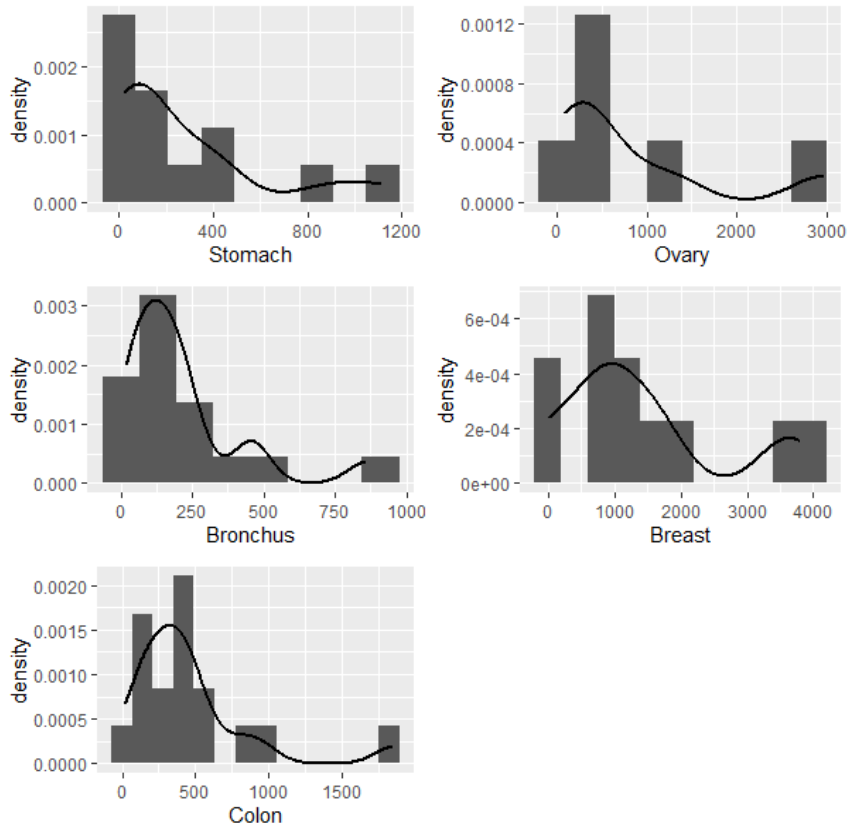 0.002
0.001
0.000
density
0 400 800 1200
Stomach
0.0012
0.0008
0.0004
0.0000
density
0 1000 2000 3000
Ovary
0.003
0.002
0.001
0.000
density
0 250 500 750 1000
Bronchus
6e-04
4e-04
2e-04
0e+00
density
0 1000 2000 3000 4000
Breast
0.0020
0.0015
0.0010
0.0005
0.0000
density
0 500 1000 1500
Colon